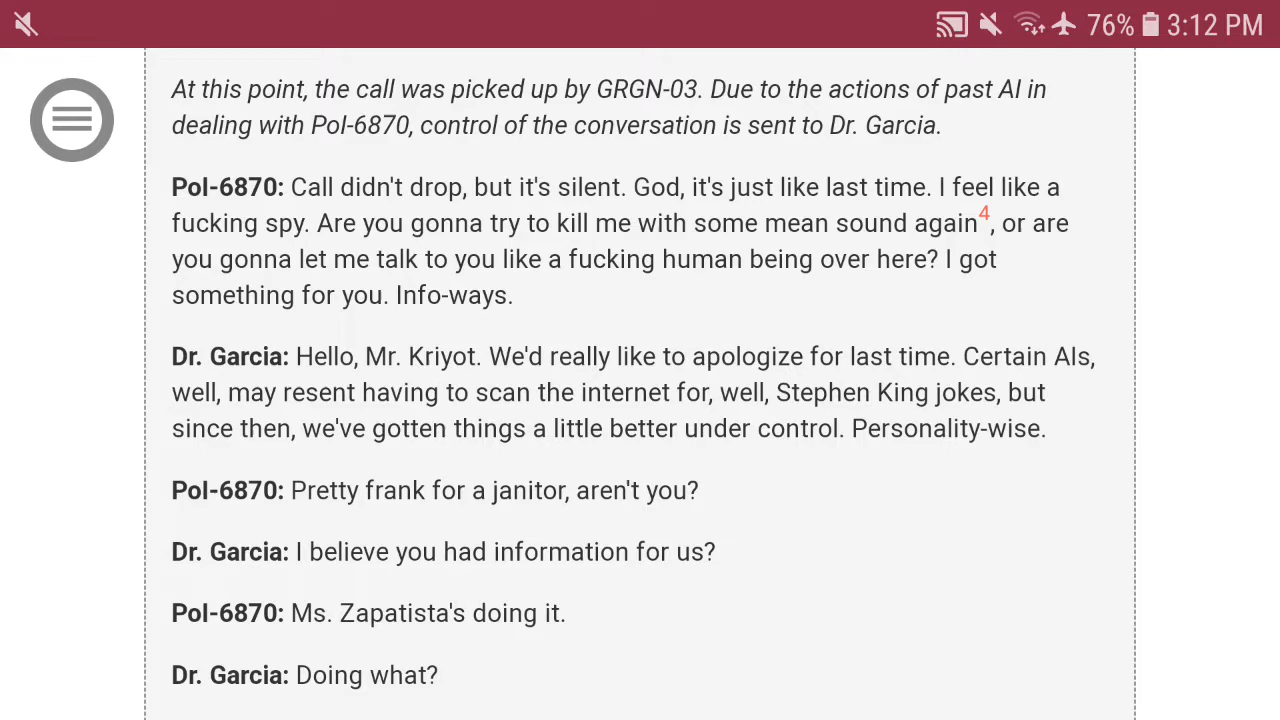 76% 3:12 PM
At this point, the call was picked up by GRGN-03. Due to the actions of past AI in
dealing with PoI-6870, control of the conversation is sent to Dr. Garcia.
PoI-6870: Call didn't drop, but it's silent. God, it's just like last time. I feel like a
fucking spy. Are you gonna try to kill me with some mean sound again4, or are
you gonna let me talk to you like a fucking human being over here? I got
something for you. Info-ways.
Dr. Garcia: Hello, Mr. Kriyot. We'd really like to apologize for last time. Certain AIs,
well, may resent having to scan the internet for, well, Stephen King jokes, but
since then, we've gotten things a little better under control. Personality-wise.
PoI-6870: Pretty frank for a janitor, aren't you?
Dr. Garcia: I believe you had information for us?
PoI-6870: Ms. Zapatista's doing it.
Dr. Garcia: Doing what?